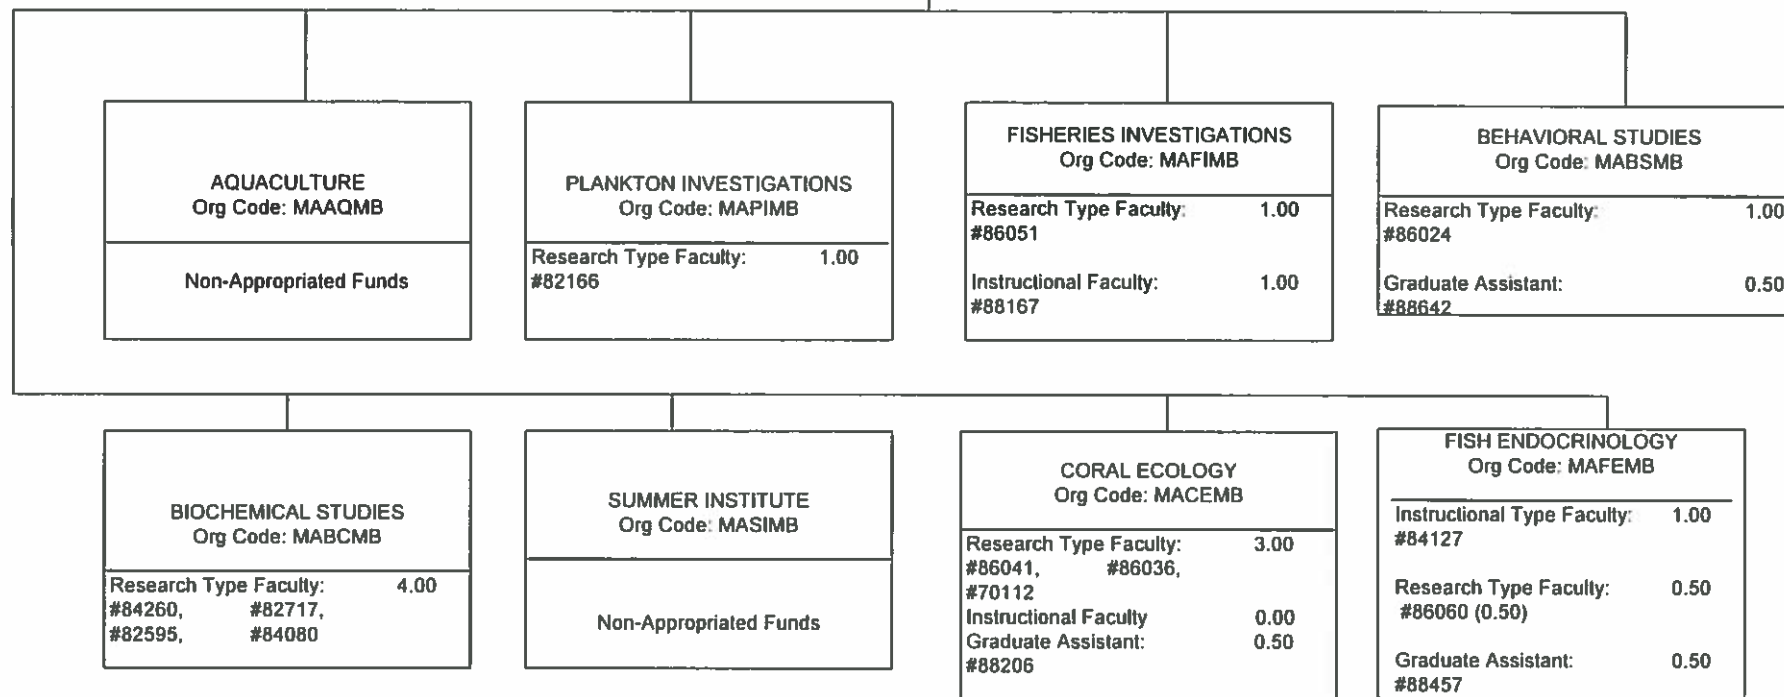 AQUACULTURE
Org Code: MAAQMB
Non-Appropriated Funds
PLANKTON INVESTIGATIONS
Org Code: MAPIMB
Research Type Faculty: 1.00
#82166
FISHERIES INVESTIGATIONS
Org Code: MAFIMB
Research Type Faculty: 1.00
#86051
Instructional Faculty: 1.00
#88167
BEHAVIORAL STUDIES
Org Code: MABSMB
Research Type Faculty: 1.00
#86024
Graduate Assistant: 0.50
#88642
BIOCHEMICAL STUDIES
Org Code: MABCMB
Research Type Faculty: 4.00
#84260, #82717,
#82595, #84080
SUMMER INSTITUTE
Org Code: MASIMB
Non-Appropriated Funds
CORAL ECOLOGY
Org Code: MACEMB
Research Type Faculty: 3.00
#86041, #86036,
#70112
Instructional Faculty 0.00
Graduate Assistant: 0.50
#88206
FISH ENDOCRINOLOGY
Org Code: MAFEMB
Instructional Type Faculty: 1.00
#84127
Research Type Faculty: 0.50
#86060 (0.50)
Graduate Assistant: 0.50
#88457